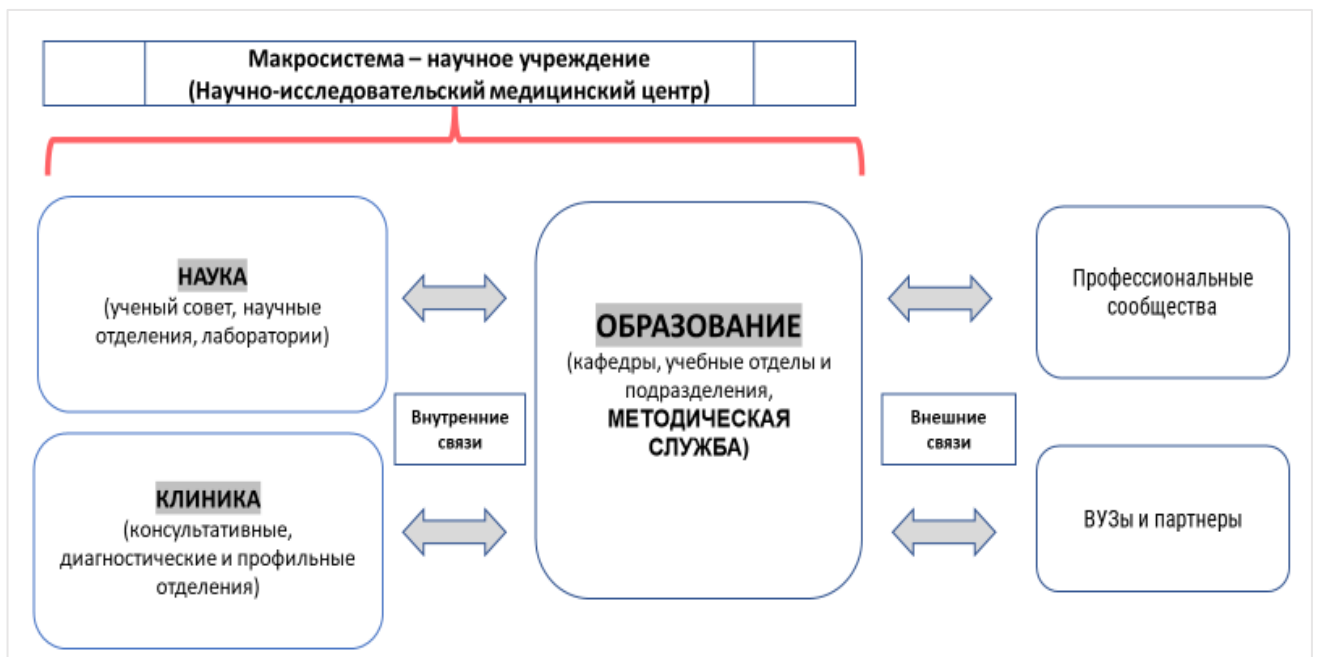 Макросистема – научное учреждение
(Научно-исследовательский медицинский центр)
НАУКА
(ученый совет, научные
отделения, лаборатории)
КЛИНИКА
(консультативные,
диагностические и профильные
отделения)
Внутренние
связи
ОБРАЗОВАНИЕ
(кафедры, учебные отделы и
подразделения,
МЕТОДИЧЕСКАЯ
СЛУЖБА)
Внешние
связи
Профессиональные
сообщества
ВУЗы и партнеры